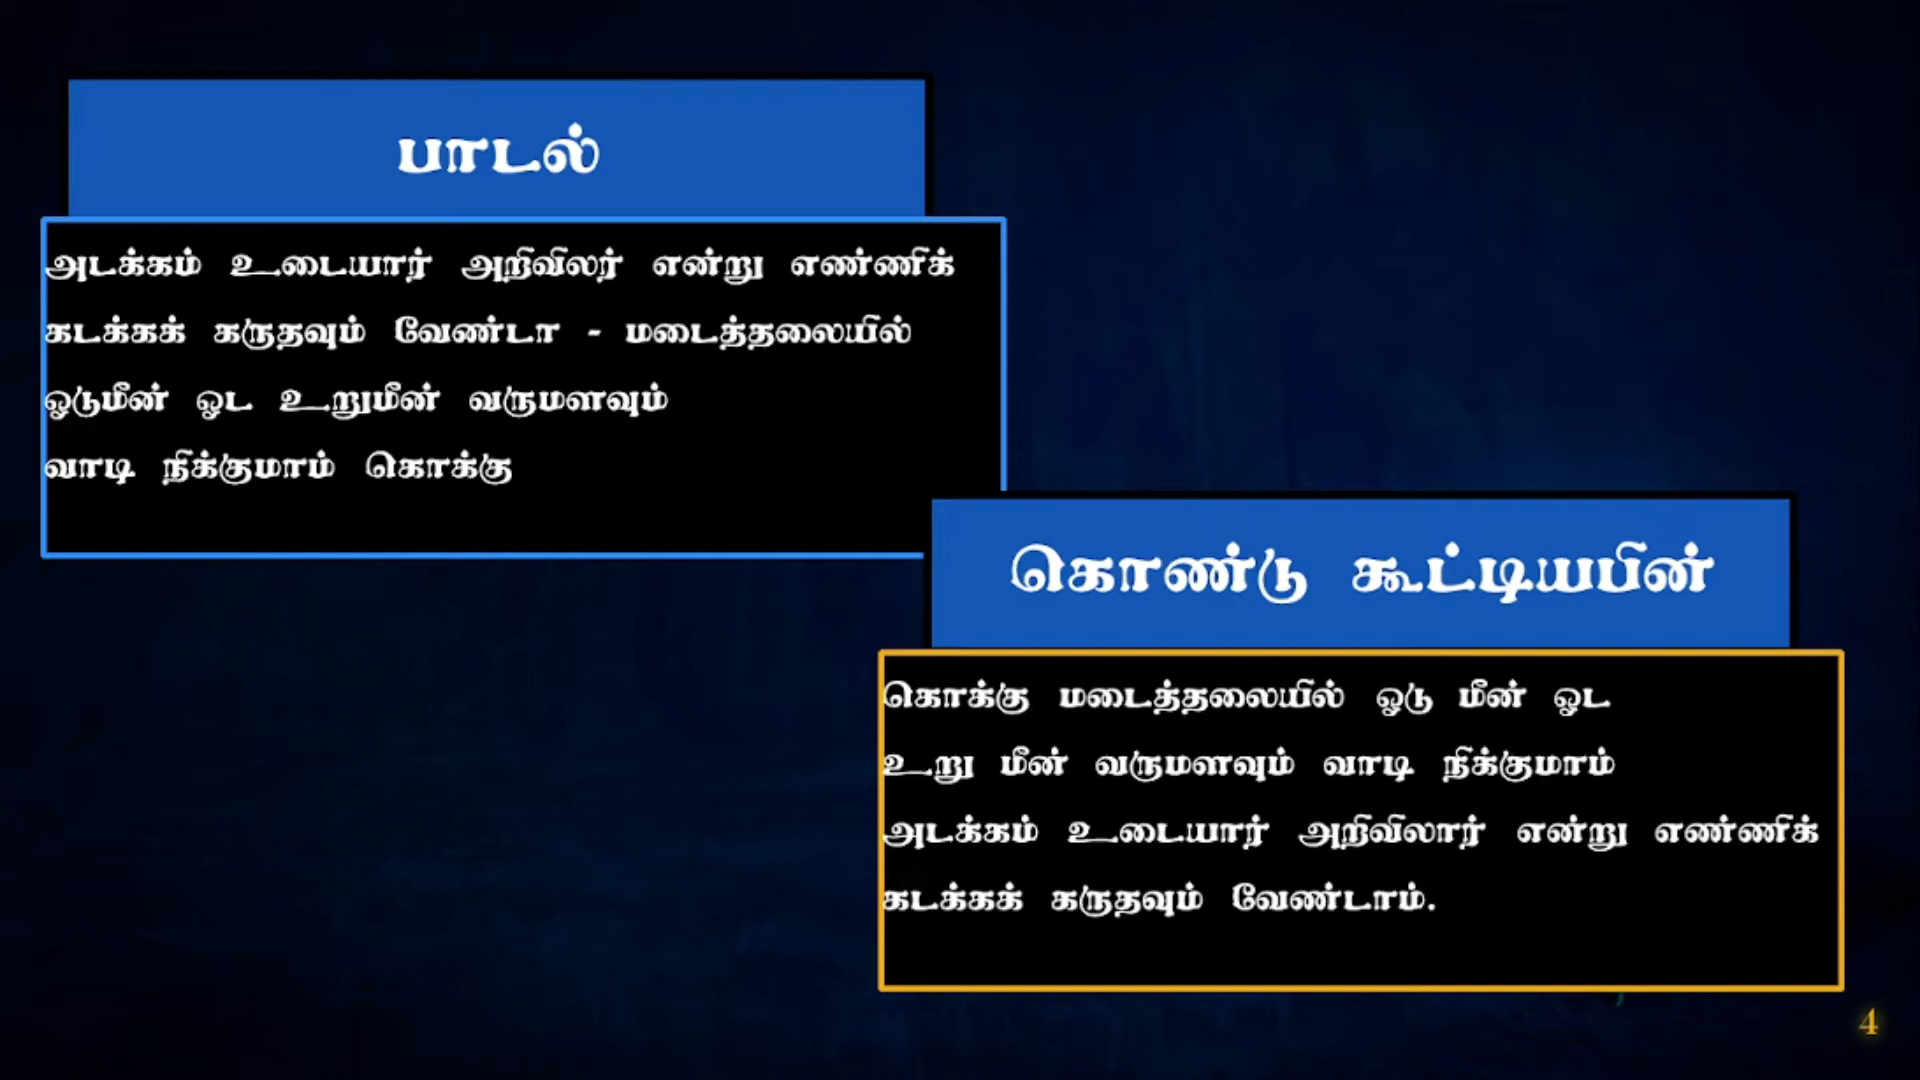 பாடல்
அடக்கம் உடையார் அறிவிலர் என்று எண்ணிக்
கடக்கக் கருதவும் வேண்டா - மடைத்தலையில்
ஓடுமீன் ஓட உறுமீன் வருமளவும்
வாடி நிக்குமாம் கொக்கு
கொண்டு கூட்டியபின்
கொக்கு மடைத்தலையில் ஓடு மீன் ஓட
உறு மீன் வருமளவும் வாடி நிக்குமாம்
அடக்கம் உடையார் அறிவிலார் என்று எண்ணிக்
கடக்கக் கருதவும் வேண்டாம்.
4